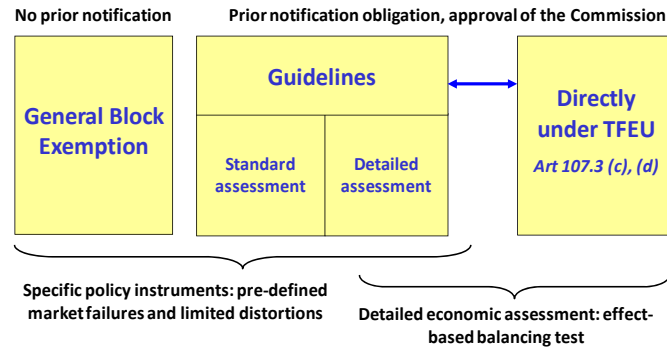 No prior notification
Prior notification obligation, approval of the Commission
General Block
Exemption
Guidelines
Standard
assessment
Detailed
assessment
Directly
under TFEU
Art 107.3 (c), (d)
Specific policy instruments: pre-defined
market failures and limited distortions
Detailed economic assessment: effect-
based balancing test